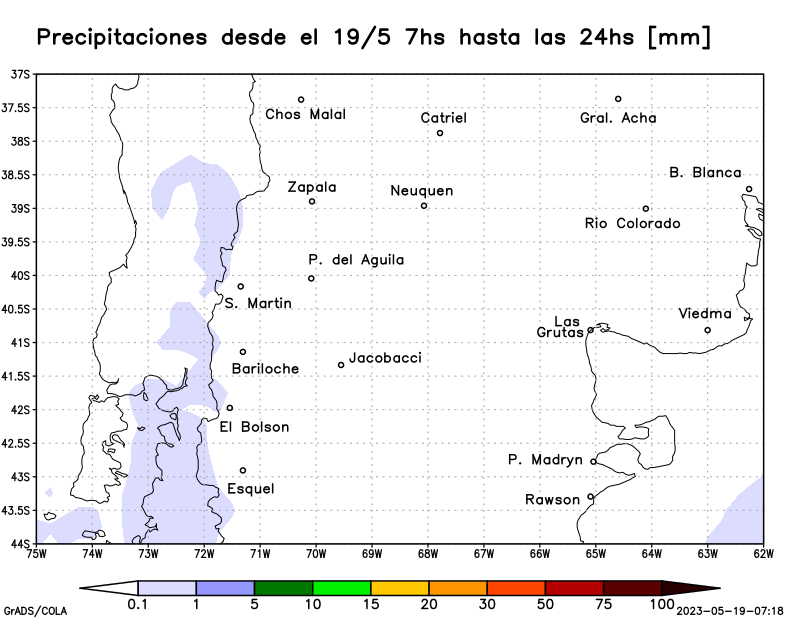 Precipitaciones desde el 19/5 7hs hasta las 24hs [mm]
37S
37.5S
38S
38.5S
39S
39.5S
40S
40.5S
41S
41.5S
42S
42.5S
43S
43.5S
44S
Chos Malal
Catriel
Gral. Acha
B. Blanca
Zapala
Neuquen
Rio Colorado
P. del Aguila
S. Martin
Viedma
Las
Grutas
Jacobacci
Bariloche
El Bolson
P. Madryn
Esquel
Rawson
75W 74W 73W 72W 71W 70W 69W 68W 67W 66W 65W 64W 63W 62W
0.1 1 5 10 15 20 30 50 75 100
GrADS/COLA
2023-05-19-07:18